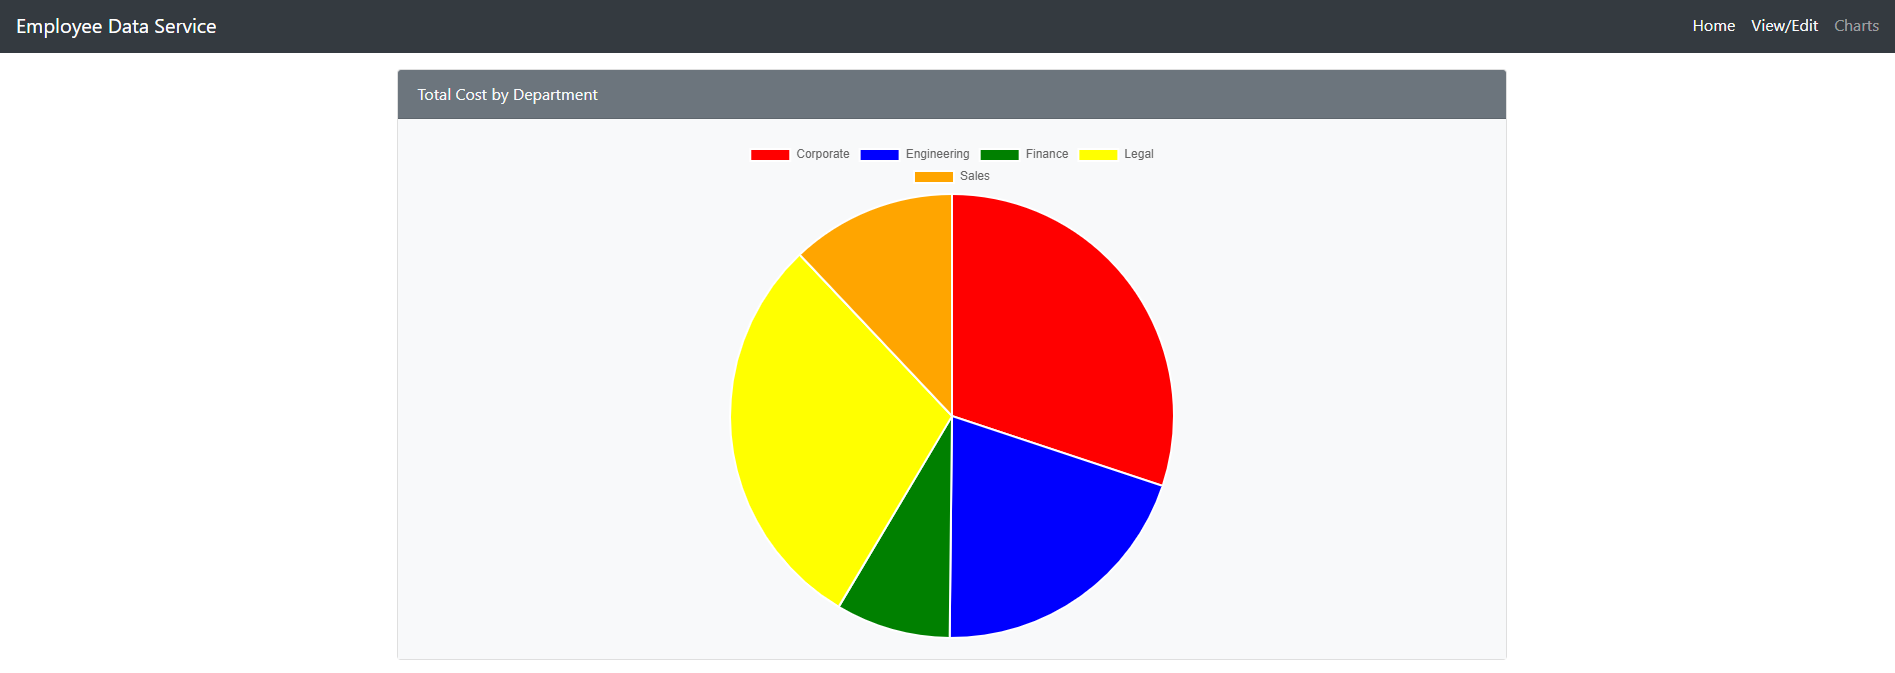 Employee Data Service
Home View/Edit Charts
Total Cost by Department
Corporate Engineering Finance Legal
Sales